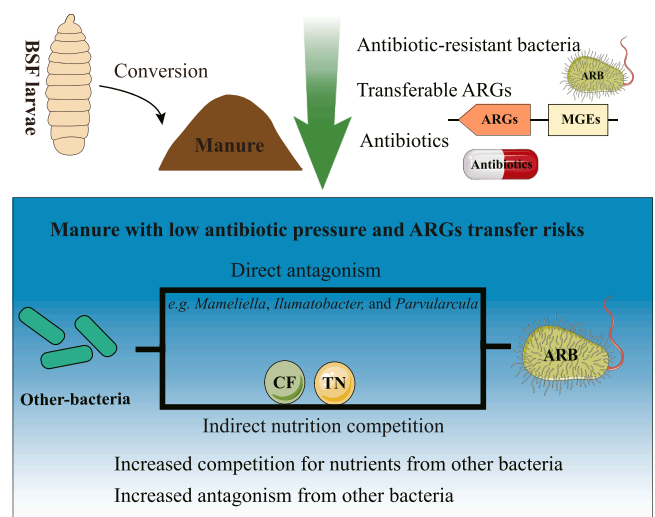 BSF larvae
Conversion
Manure
Antibiotic-resistant bacteria
ARB
Transferable ARGs
ARGs
MGEs
Antibiotics
Antibiotics
Manure with low antibiotic pressure and ARGs transfer risks
Direct antagonism
e.g. Mameliella, Ilumatobacter, and Parvularcula
Other-bacteria
ARB
CF
TN
Indirect nutrition competition
Increased competition for nutrients from other bacteria
Increased antagonism from other bacteria